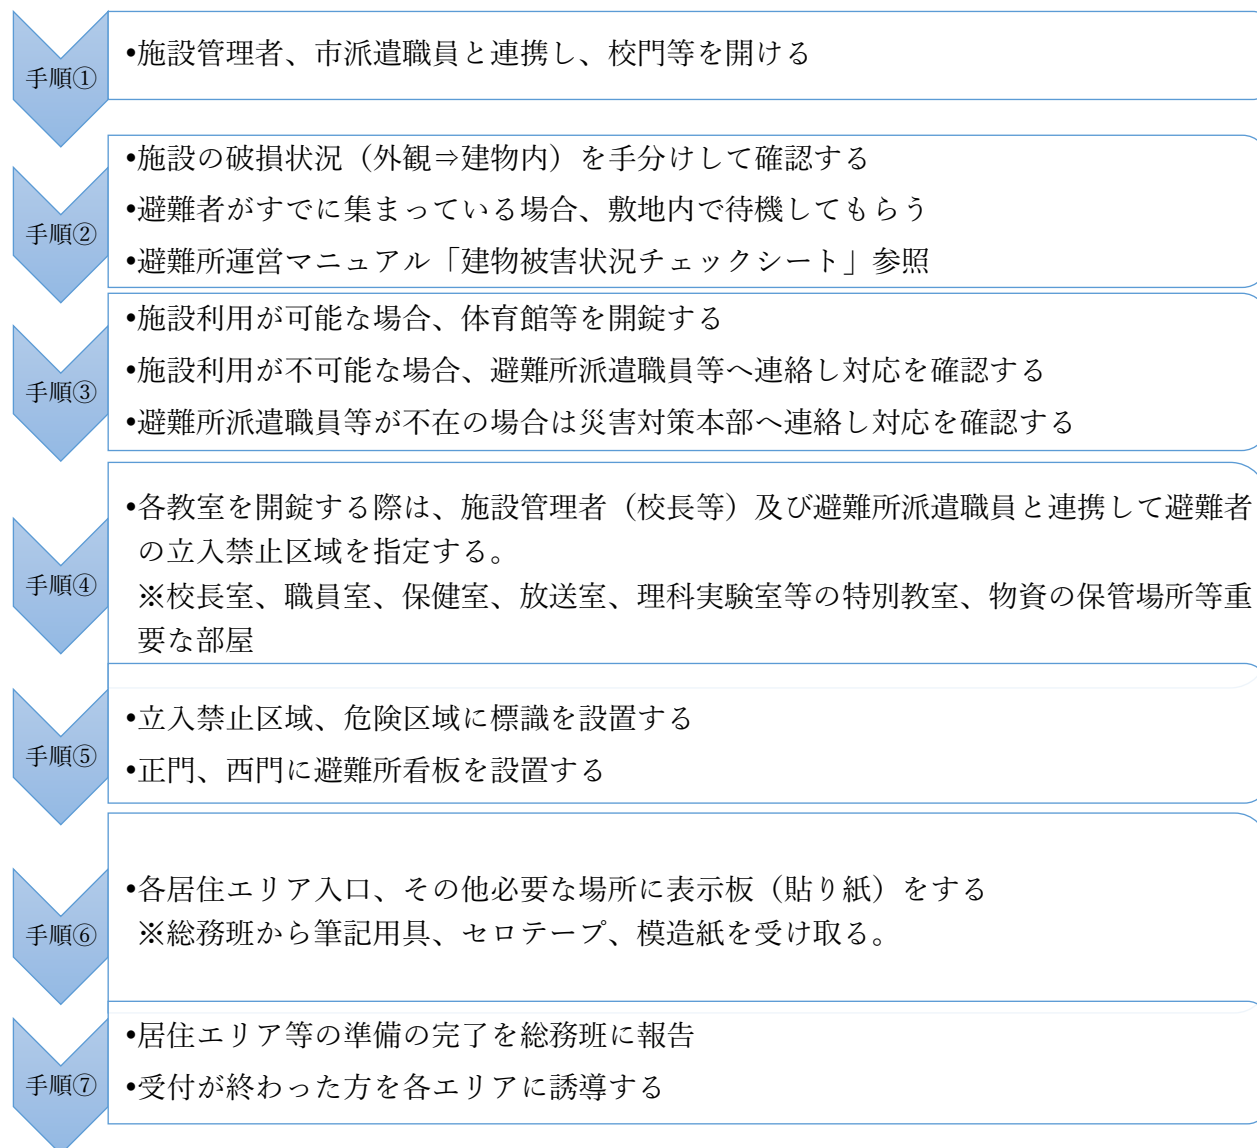 手順①
•施設管理者、市派遣職員と連携し、校門等を開ける
手順②
•施設の破損状況（外観⇒建物内）を手分けして確認する
•避難者がすでに集まっている場合、敷地内で待機してもらう
•避難所運営マニュアル「建物被害状況チェックシート」参照
手順③
•施設利用が可能な場合、体育館等を開錠する
•施設利用が不可能な場合、避難所派遣職員等へ連絡し対応を確認する
•避難所派遣職員等が不在の場合は災害対策本部へ連絡し対応を確認する
手順④
•各教室を開錠する際は、施設管理者（校長等）及び避難所派遣職員と連携して避難者
の立入禁止区域を指定する。
※校長室、職員室、保健室、放送室、理科実験室等の特別教室、物資の保管場所等重
要な部屋
手順⑤
•立入禁止区域、危険区域に標識を設置する
•正門、西門に避難所看板を設置する
手順⑥
•各居住エリア入口、その他必要な場所に表示板（貼り紙）をする
※総務班から筆記用具、セロテープ、模造紙を受け取る。
手順⑦
•居住エリア等の準備の完了を総務班に報告
•受付が終わった方を各エリアに誘導する